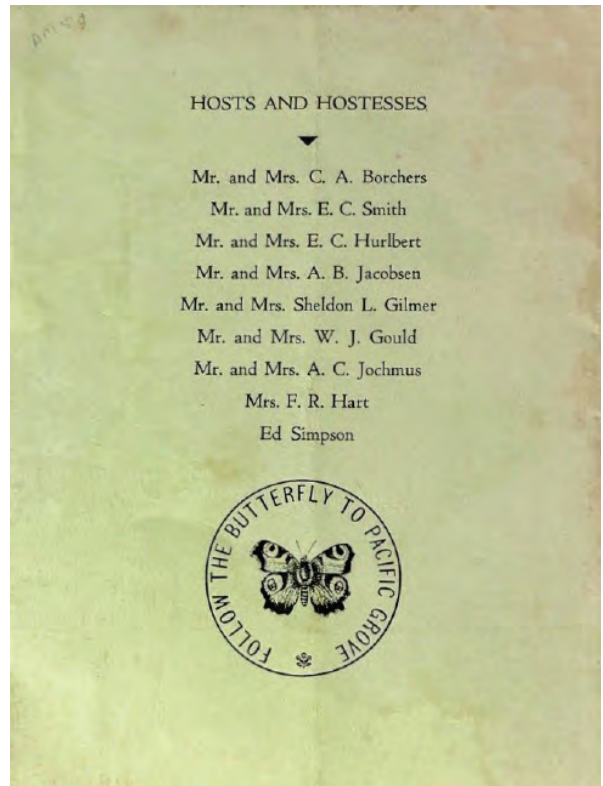 HOSTS AND HOSTESSES
Mr. and Mrs. C. A. Borchers
Mr. and Mrs. E. C. Smith
Mr. and Mrs. E. C. Hurlbert
Mr. and Mrs. A. B. Jacobsen
Mr. and Mrs. Sheldon L. Gilmer
Mr. and Mrs. W. J. Gould
Mr. and Mrs. A. C. Jochmus
Mrs. F. R. Hart
Ed Simpson
FOLLOW THE BUTTERFLY TO PACIFIC GROVE